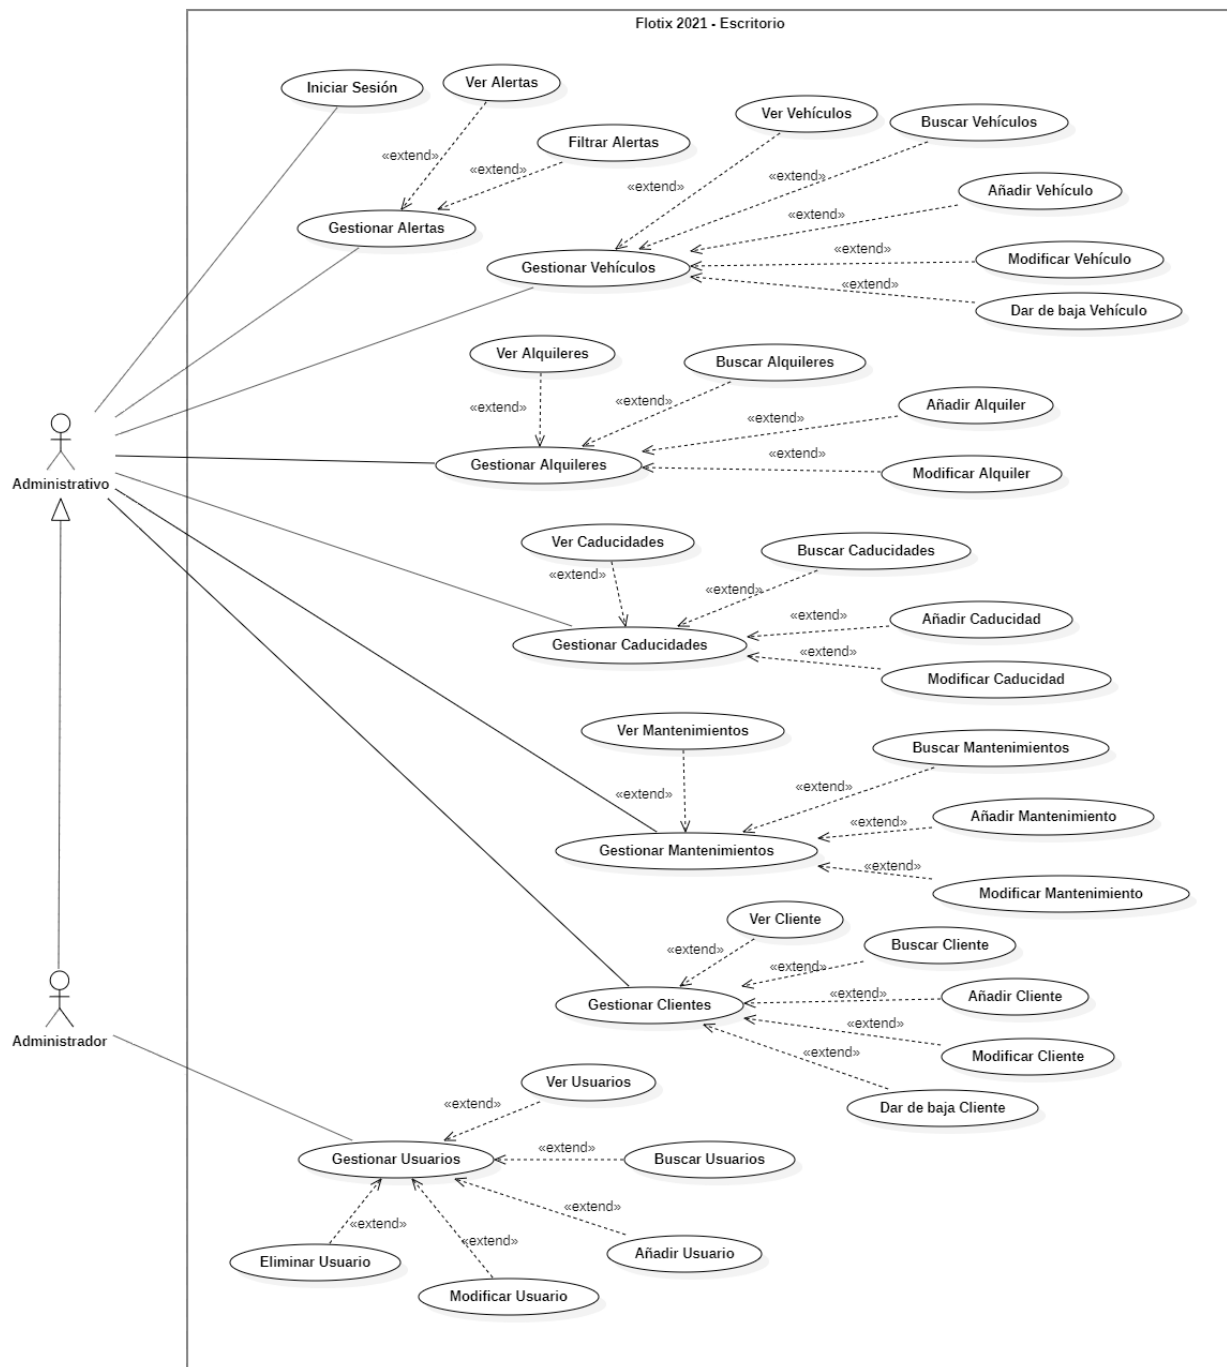 Flotix 2021 - Escritorio
Iniciar Sesión
Ver Alertas
«extend»
Filtrar Alertas
«extend»
Gestionar Alertas
Ver Vehículos
«extend»
Buscar Vehículos
«extend»
Añadir Vehículo
«extend»
Gestionar Vehículos
«extend»
Modificar Vehículo
«extend»
Dar de baja Vehículo
Ver Alquileres
«extend»
Buscar Alquileres
«extend»
Añadir Alquiler
«extend»
Gestionar Alquileres
«extend»
Modificar Alquiler
Administrativo
Ver Caducidades
«extend»
Buscar Caducidades
«extend»
Añadir Caducidad
«extend»
Gestionar Caducidades
«extend»
Modificar Caducidad
Ver Mantenimientos
«extend»
Buscar Mantenimientos
«extend»
Añadir Mantenimiento
«extend»
Gestionar Mantenimientos
«extend»
Modificar Mantenimiento
Ver Cliente
«extend»
Buscar Cliente
«extend»
Añadir Cliente
«extend»
Gestionar Clientes
«extend»
Modificar Cliente
«extend»
Dar de baja Cliente
Administrador
Ver Usuarios
«extend»
Gestionar Usuarios
«extend»
Buscar Usuarios
«extend»
Añadir Usuario
«extend»
Eliminar Usuario
«extend»
Modificar Usuario